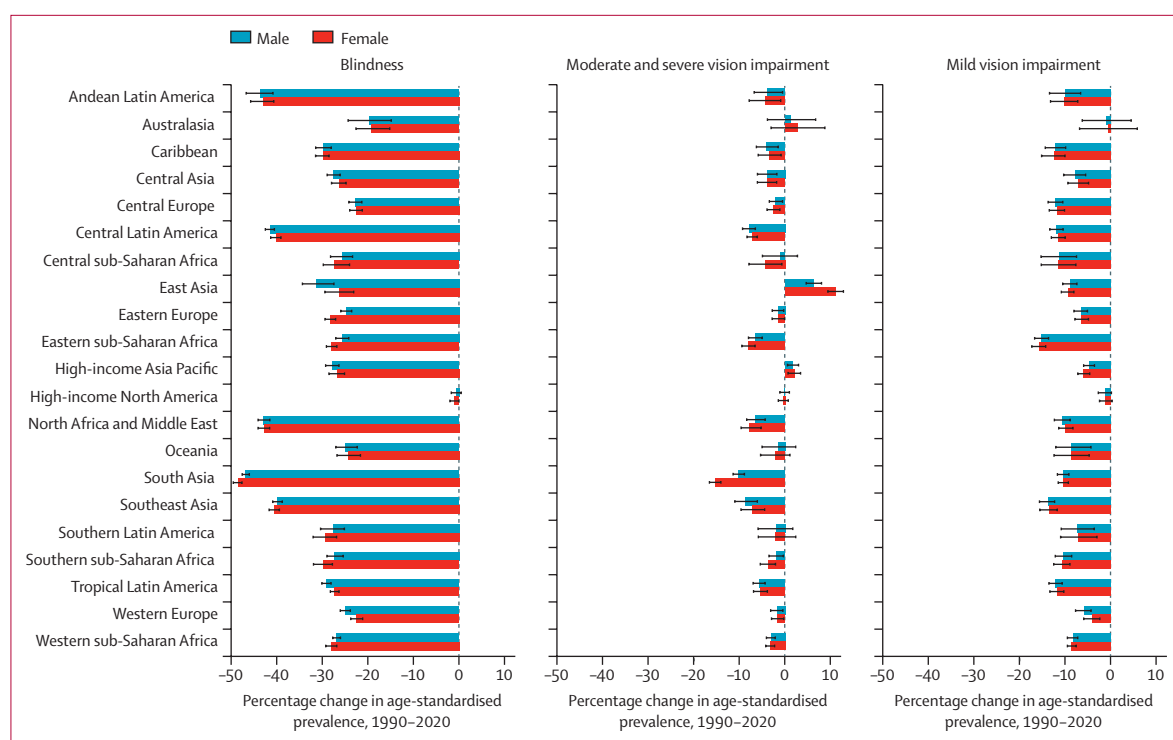 Male Female
Blindness Moderate and severe vision impairment Mild vision impairment
Andean Latin America
Australasia
Caribbean
Central Asia
Central Europe
Central Latin America
Central sub-Saharan Africa
East Asia
Eastern Europe
Eastern sub-Saharan Africa
High-income Asia Pacific
High-income North America
North Africa and Middle East
Oceania
South Asia
Southeast Asia
Southern Latin America
Southern sub-Saharan Africa
Tropical Latin America
Western Europe
Western sub-Saharan Africa
–50 –40 –30 –20 –10 0 10 –50 –40 –30 –20 –10 0 10 –50 –40 –30 –20 –10 0 10
Percentage change in age-standardised Percentage change in age-standardised Percentage change in age-standardised
prevalence, 1990–2020 prevalence, 1990–2020 prevalence, 1990–2020